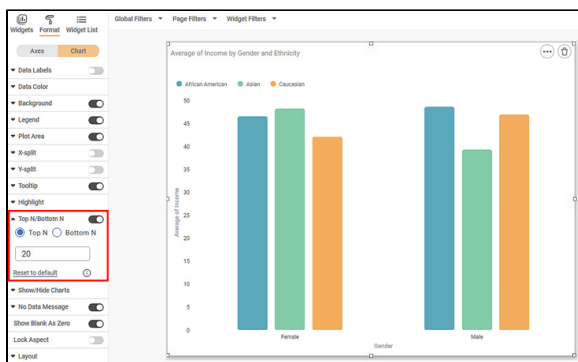 Widgets Format Widget List
Global Filters Page Filters Widget Filters
Axes Chart
Data Labels
Data Color
Background
Legend
Plot Area
X-split
Y-split
Tooltip
Highlight
Top N/Bottom N
Top N Bottom N
20
Reset to default
Show/Hide Charts
No Data Message
Show Blank As Zero
Lock Aspect
Layout
Average of Income by Gender and Ethnicity
African American Asian Caucasian
Average of Income
50
45
40
35
30
25
20
15
10
5
0
Female Male
Gender